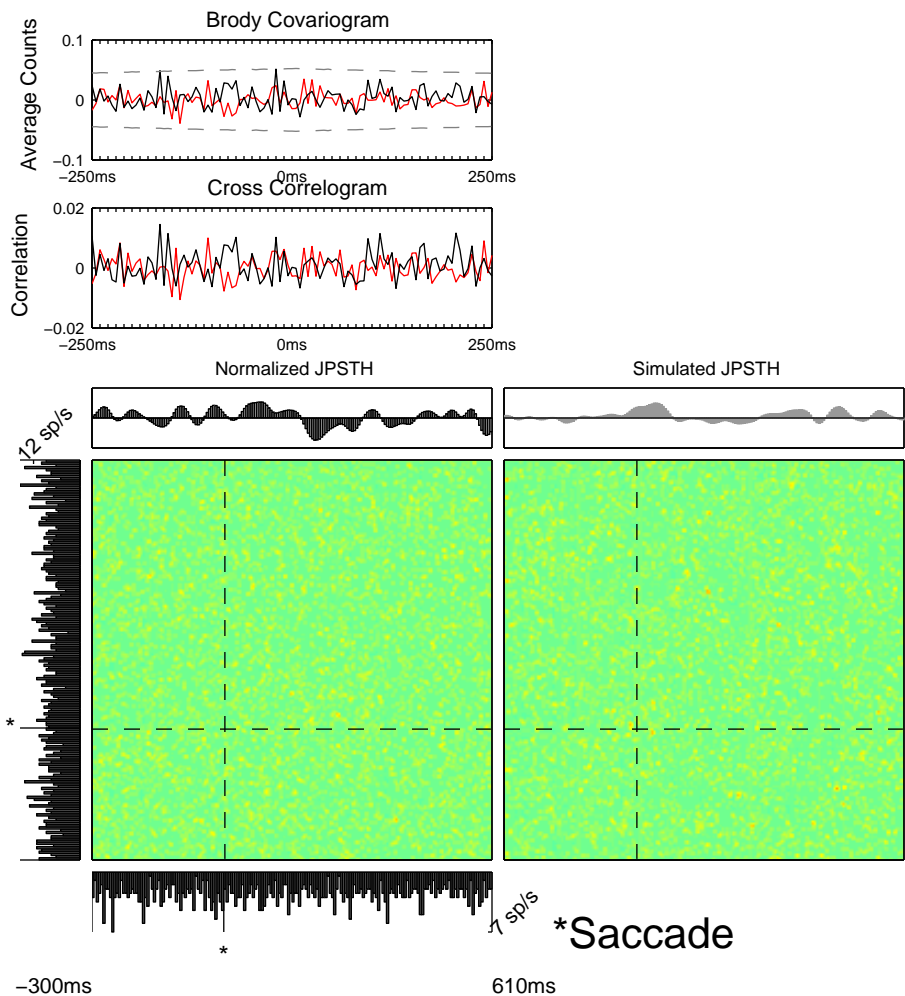 Brody Covariogram
Average Counts
0.1
0
−0.1
−250ms
0ms
250ms
Cross Correlogram
Correlation
0.02
0
−0.02
−250ms
0ms
250ms
Normalized JPSTH
Simulated JPSTH
12 sp/s
*
7 sp/s
*
*Saccade
−300ms
610ms